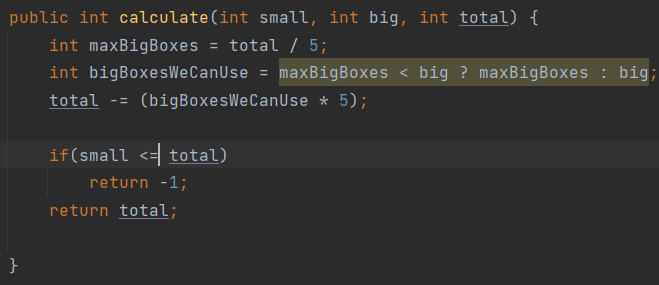 public int calculate(int small, int big, int total) {
    int maxBigBoxes = total / 5;
    int bigBoxesWeCanUse = maxBigBoxes < big ? maxBigBoxes : big;
    total -= (bigBoxesWeCanUse * 5);

    if(small <= total)
        return -1;
    return total;

}